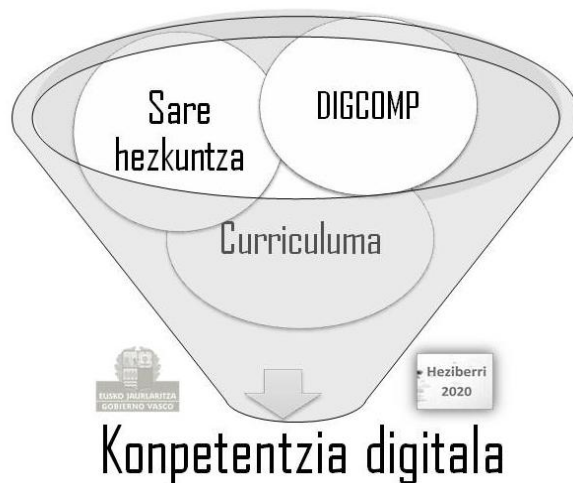 Sare
hezkuntza
DIGCOMP
Curriculuma
EUSKO JAURLARITZA
GOBIERNO VASCO
Heziberri
2020
Konpetentzia digitala